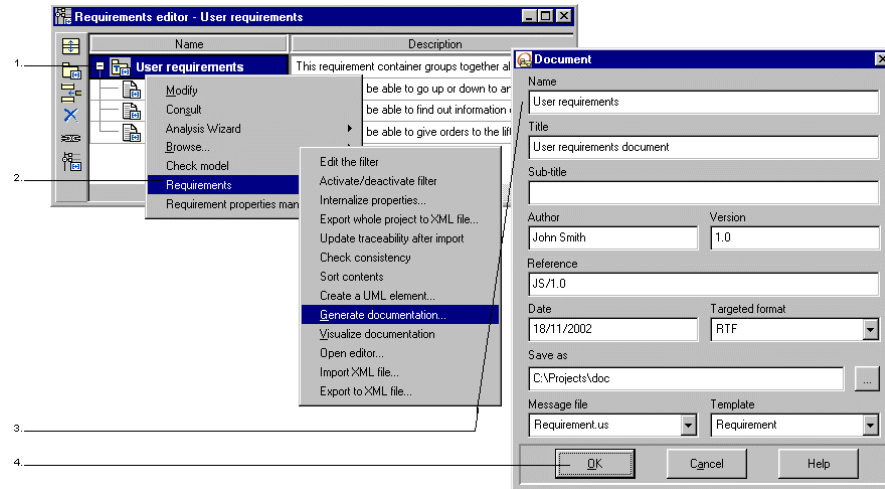 Requirements editor - User requirements
Name Description
1.
User requirements This requirement container groups together al
be able to go up or down to ar
be able to find out information
be able to give orders to the lift
Modify
Consult
Analysis Wizard
Browse...
Check model
2.
Requirements
Requirement properties man
Edit the filter
Activate/deactivate filter
Internalize properties...
Export whole project to XML file...
Update traceability after import
Check consistency
Sort contents
Create a UML element...
Generate documentation...
Visualize documentation
Open editor...
Import XML file...
Export to XML file...
Document
Name
User requirements
Title
User requirements document
Sub-title
Author Version
John Smith 1.0
Reference
JS/1.0
Date Targeted format
18/11/2002 RTF
Save as
C:\Projects\doc ...
Message file Template
3.
Requirement.us Requirement
4.
OK Cancel Help